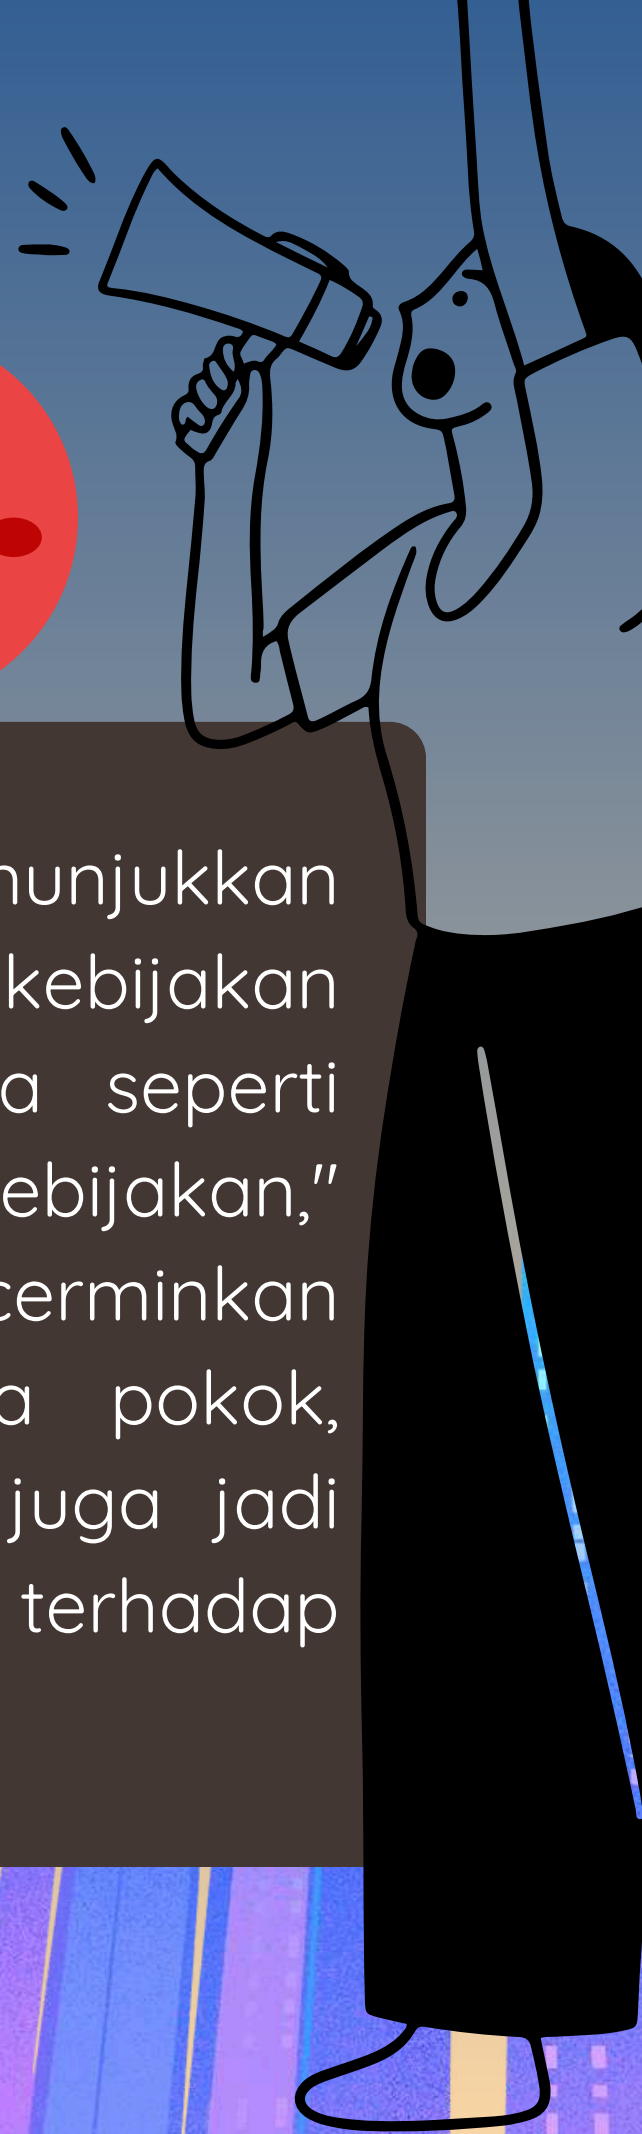 nunjukkan
kebijakan
a seperti
ebijakan,"
cerminkan
a pokok,
juga jadi
terhadap